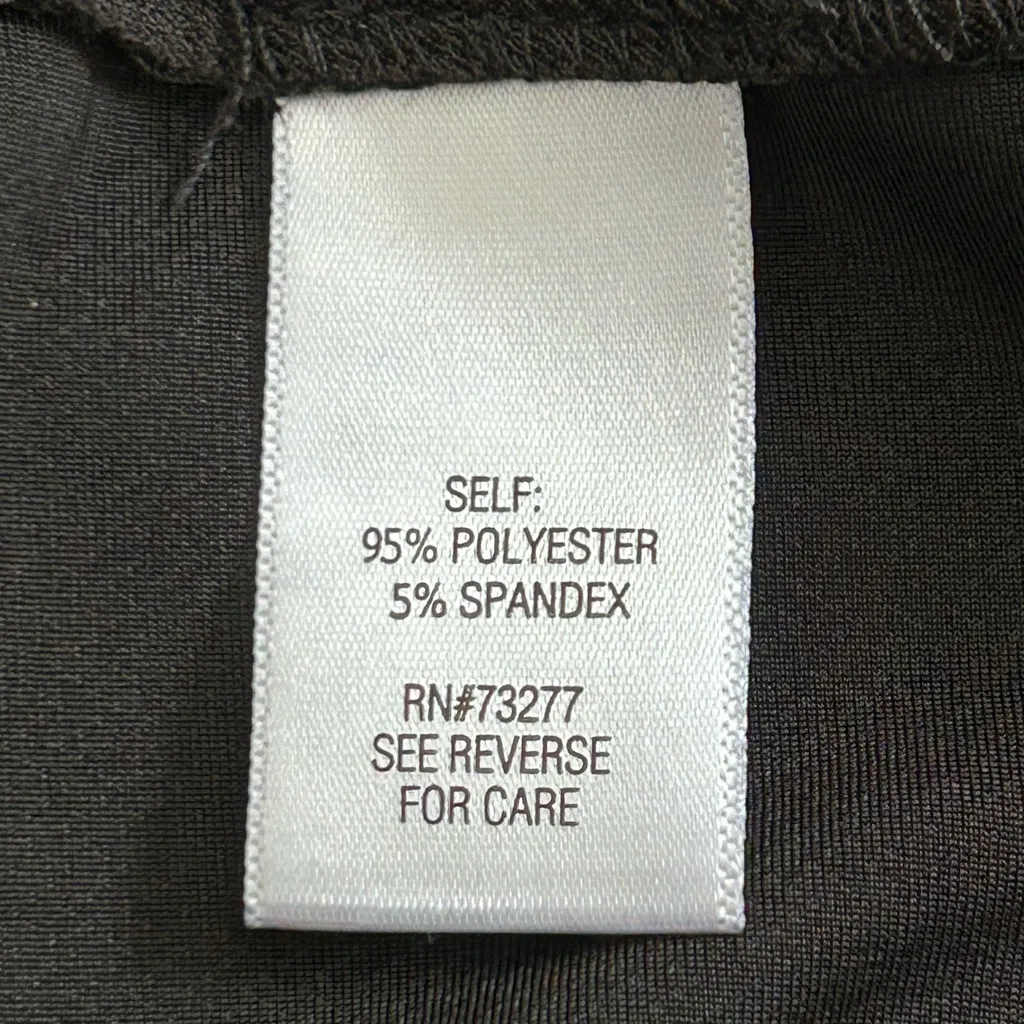 SELF:
95% POLYESTER
5% SPANDEX
RN#73277
SEE REVERSE
FOR CARE